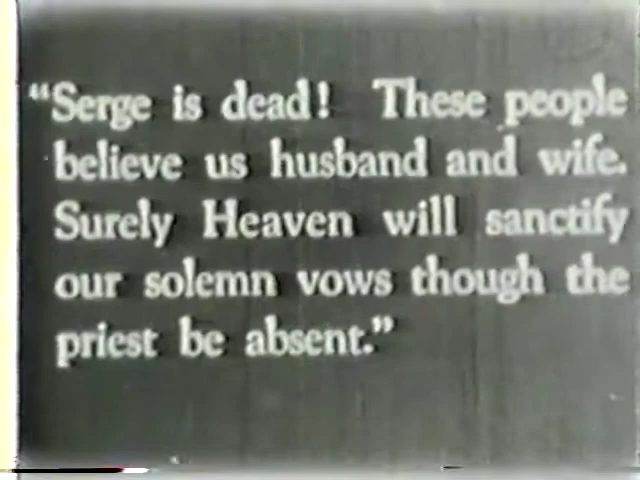 “Serge is dead! These people
believe us husband and wife.
Surely Heaven will sanctify
our solemn vows though the
priest be absent.”